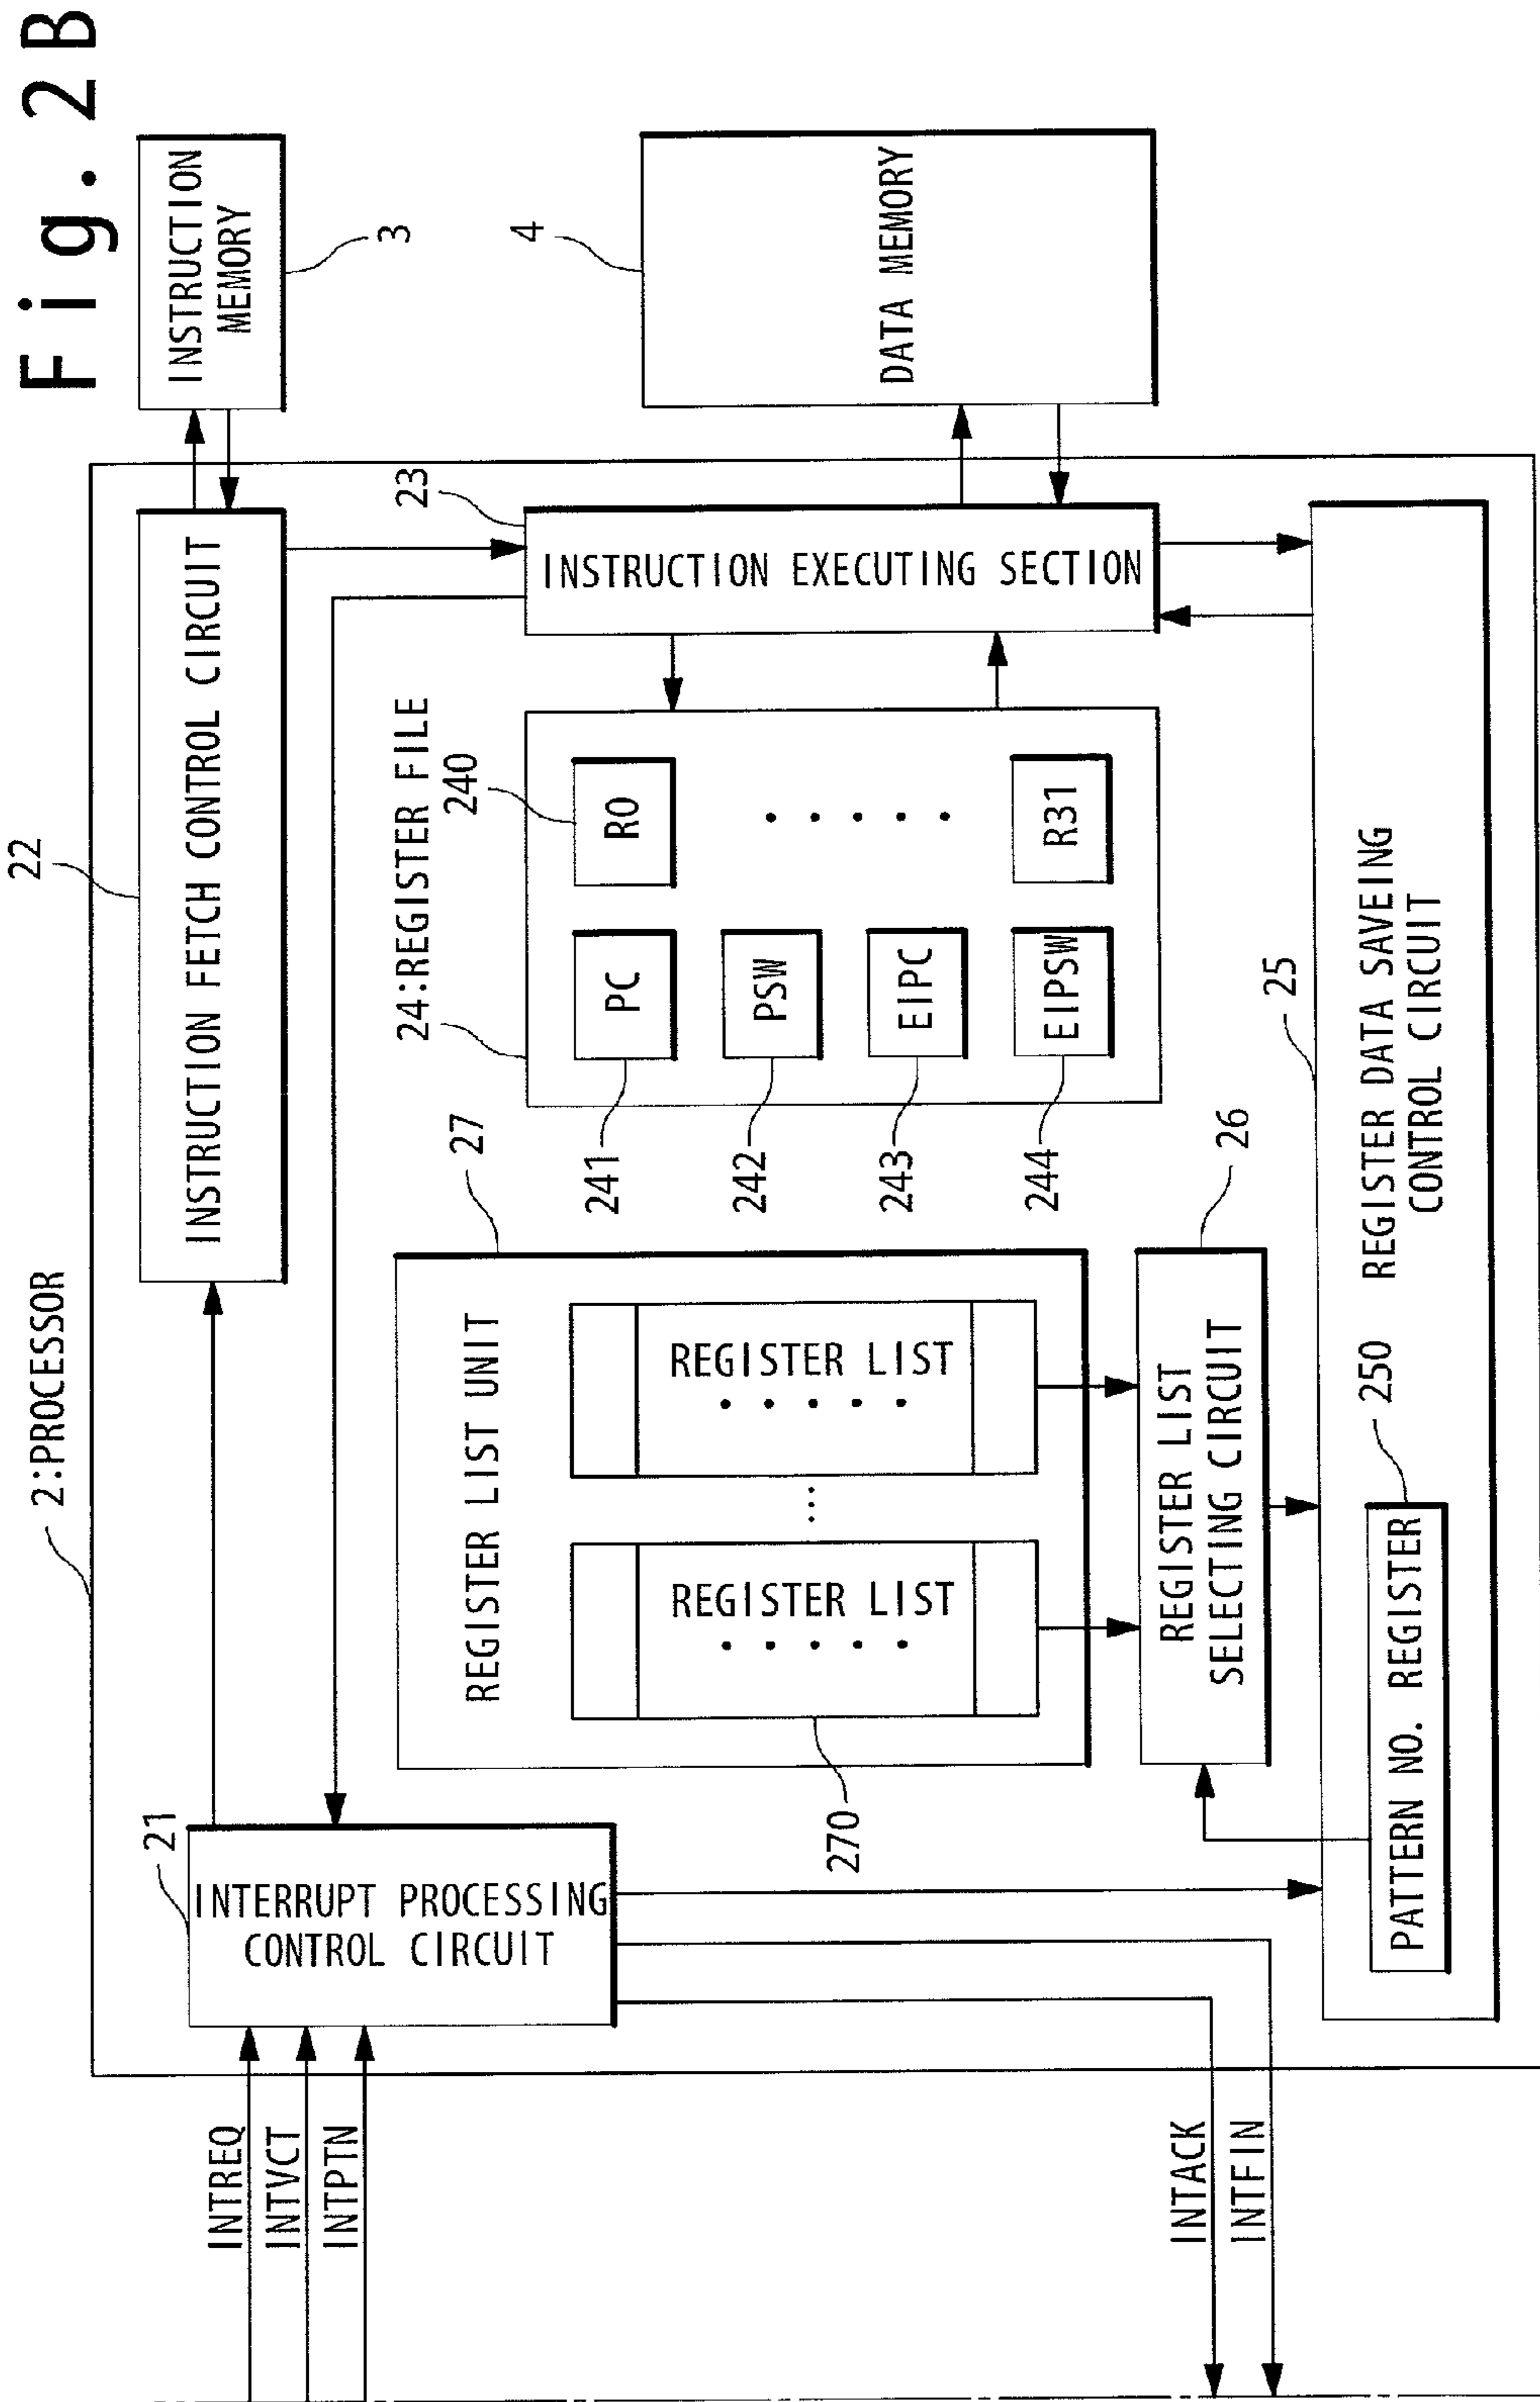 Fig. 2B
2:PROCESSOR
22
INSTRUCTION FETCH CONTROL CIRCUIT
INSTRUCTION
MEMORY
3
21
INTERRUPT PROCESSING
CONTROL CIRCUIT
INTREQ
INTVCT
INTPTN
27
REGISTER LIST UNIT
REGISTER LIST
• • • • •
...
REGISTER LIST
• • • • •
270
24:REGISTER FILE
240
PC
R0
241
PSW
242
• • • • •
EIPC
243
EIPSW
R31
244
23
INSTRUCTION EXECUTING SECTION
4
DATA MEMORY
26
REGISTER LIST
SELECTING CIRCUIT
INTACK
INTFIN
25
PATTERN NO. REGISTER
250
REGISTER DATA SAVEING
CONTROL CIRCUIT